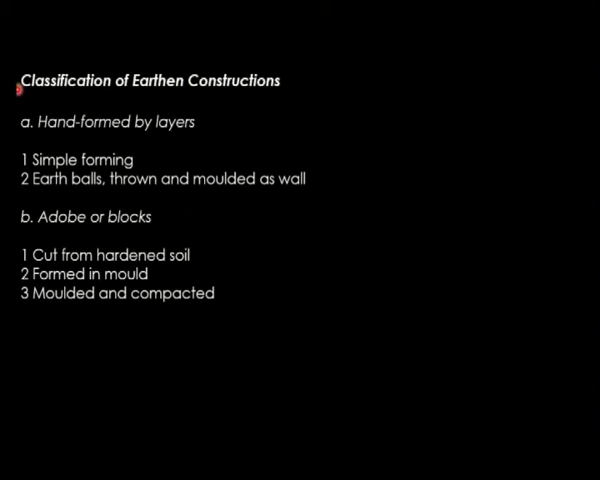 Classification of Earthen Constructions
a. Hand-formed by layers
1 Simple forming
2 Earth balls, thrown and moulded as wall
b. Adobe or blocks
1 Cut from hardened soil
2 Formed in mould
3 Moulded and compacted